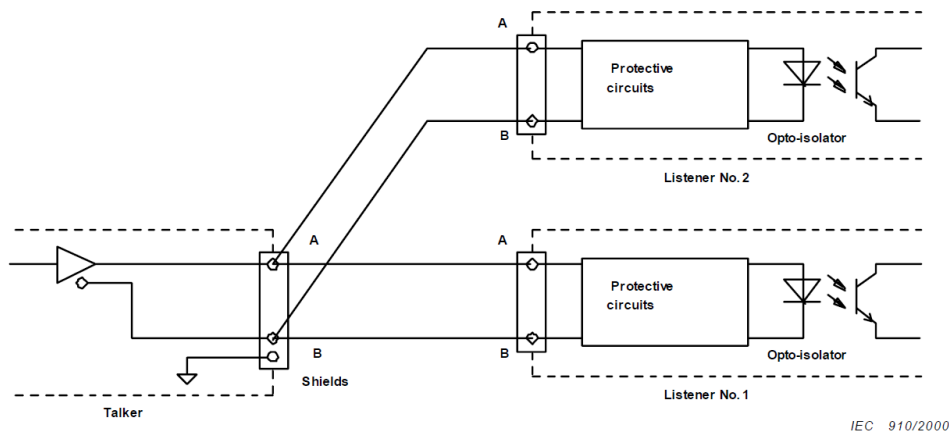 A
Protective
circuits
B
Opto-isolator
Listener No. 2
A
A
Protective
circuits
B
B
Opto-isolator
Shields
Listener No. 1
Talker
IEC 910/2000